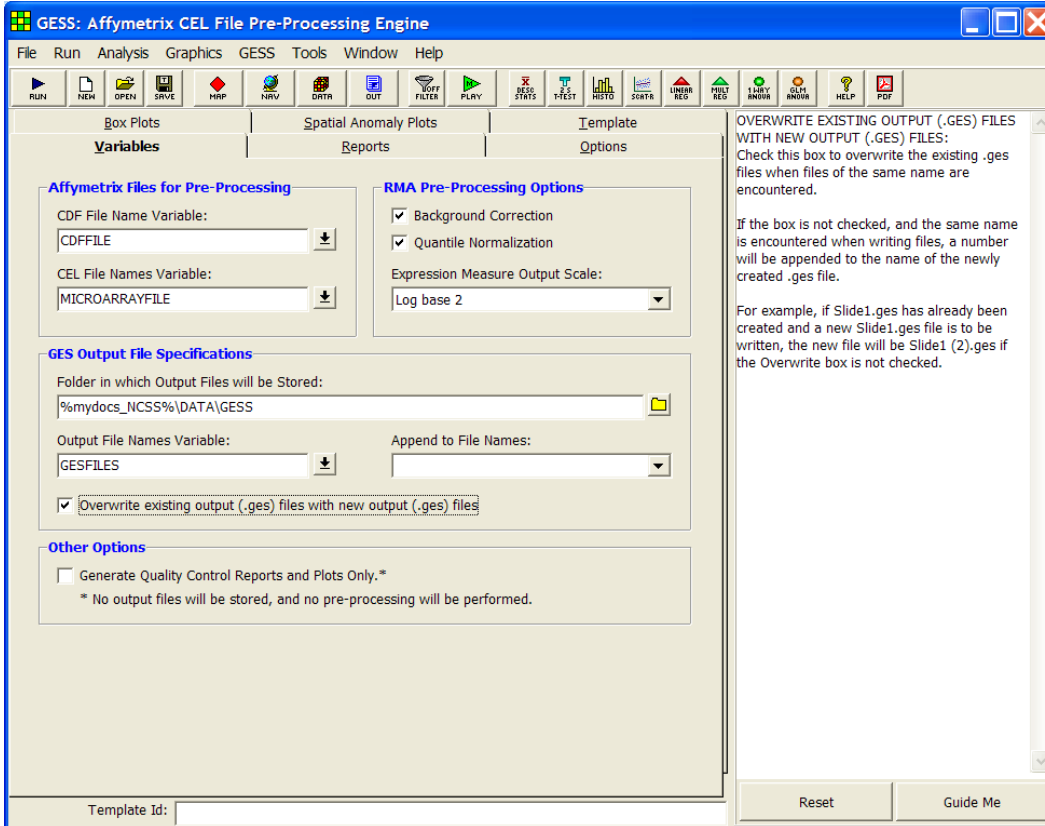 GESS: Affymetrix CEL File Pre-Processing Engine
File Run Analysis Graphics GESS Tools Window Help
RUN NEW OPEN SAVE MAP NAV DATA OUT OFF FILTER M PLAY X DESC STATS T 2 S T-TEST HISTO SCAT-R LINEAR REG MULT REG 1 WAY ANOVA GLM ANOVA ? HELP PDF
Box Plots Spatial Anomaly Plots Template
Variables Reports Options
Affymetrix Files for Pre-Processing
CDF File Name Variable:
CDFFILE
CEL File Names Variable:
MICROARRAYFILE
RMA Pre-Processing Options
Background Correction
Quantile Normalization
Expression Measure Output Scale:
Log base 2
GES Output File Specifications
Folder in which Output Files will be Stored:
%mydocs_NCSS%\DATA\GESS
Output File Names Variable: Append to File Names:
GESFILES
Overwrite existing output (.ges) files with new output (.ges) files
Other Options
Generate Quality Control Reports and Plots Only.*
* No output files will be stored, and no pre-processing will be performed.
Template Id:
OVERWRITE EXISTING OUTPUT (.GES) FILES
WITH NEW OUTPUT (.GES) FILES:
Check this box to overwrite the existing .ges
files when files of the same name are
encountered.
If the box is not checked, and the same name
is encountered when writing files, a number
will be appended to the name of the newly
created .ges file.
For example, if Slide1.ges has already been
created and a new Slide1.ges file is to be
written, the new file will be Slide1 (2).ges if
the Overwrite box is not checked.
Reset Guide Me